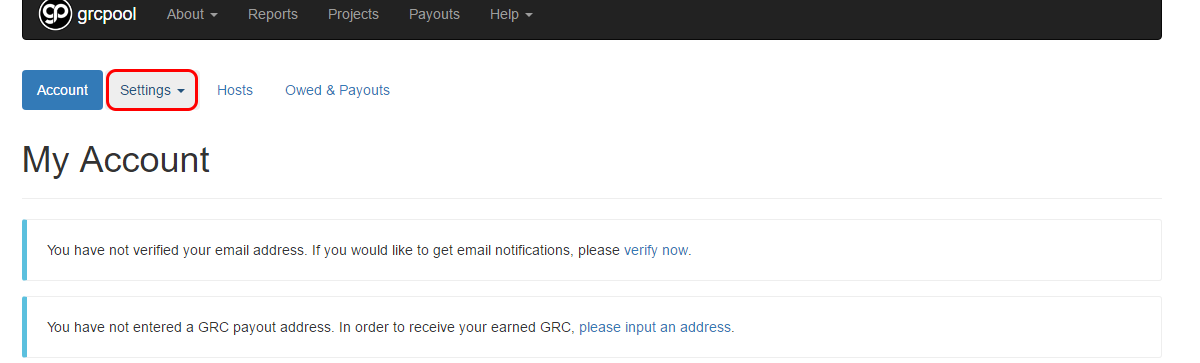 gp grcpool About Reports Projects Payouts Help
Account Settings Hosts Owed & Payouts
My Account
You have not verified your email address. If you would like to get email notifications, please verify now.
You have not entered a GRC payout address. In order to receive your earned GRC, please input an address.